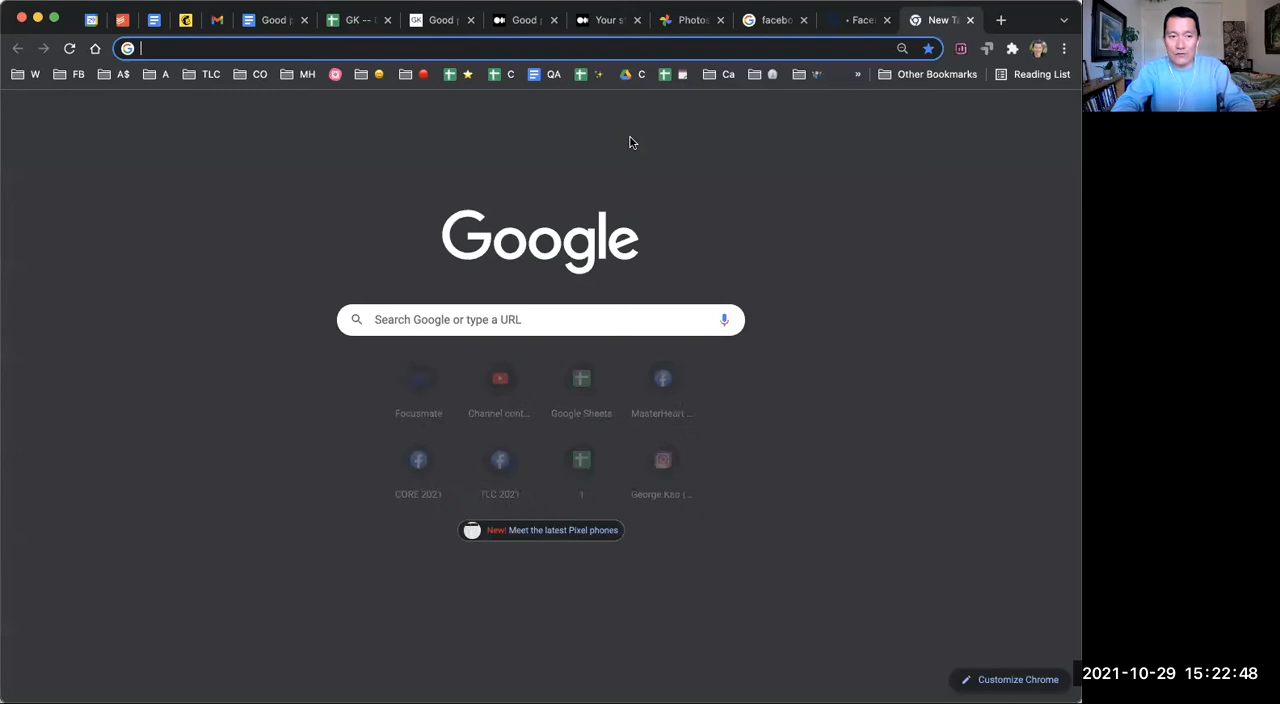 Good p
GK -- (
Good p
Good p
Your s
Photos
facebo
• Face
New Ta
W
FB
A$
A
TLC
CO
MH
C
QA
C
Ca
»
Other Bookmarks
Reading List
Google
Search Google or type a URL
Focusmate
Channel cont...
Google Sheets
MasterHeart ...
CORE 2021
TLC 2021
George Kao (...
New! Meet the latest Pixel phones
Customize Chrome
2021-10-29 15:22:48